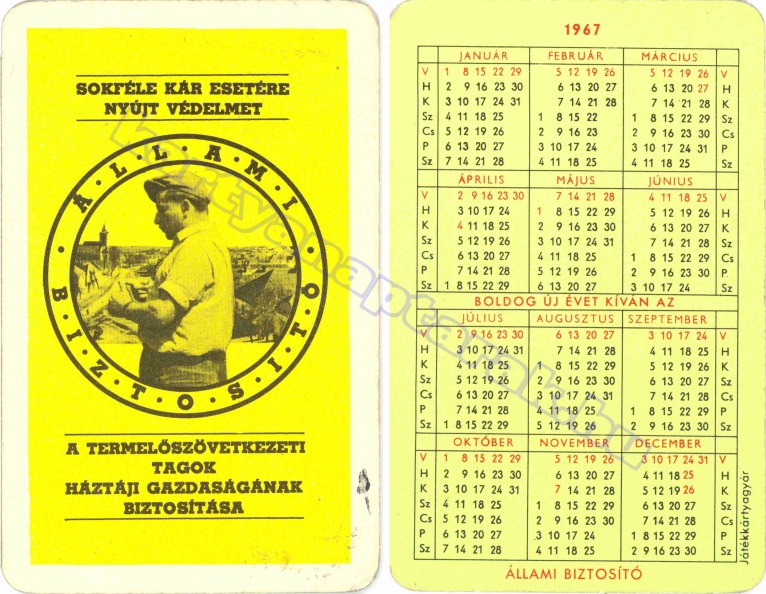 SOKFÉLE KÁR ESETÉRE
NYÚJT VÉDELMET
Á·L·L·A·M·I
·B·I·Z·T·O·S·I·T·Ó·
A TERMELŐSZÖVETKEZETI
TAGOK
HÁZTÁJI GAZDASÁGÁNAK
BIZTOSÍTÁSA
kartyanaptarak.hu
1967
JANUÁR FEBRUÁR MÁRCIUS
V 1 8 15 22 29 5 12 19 26 5 12 19 26 V
H 2 9 16 23 30 6 13 20 27 6 13 20 27 H
K 3 10 17 24 31 7 14 21 28 7 14 21 28 K
Sz 4 11 18 25 1 8 15 22 1 8 15 22 29 Sz
Cs 5 12 19 26 2 9 16 23 2 9 16 23 30 Cs
P 6 13 20 27 3 10 17 24 3 10 17 24 31 P
Sz 7 14 21 28 4 11 18 25 4 11 18 25 Sz
ÁPRILIS MÁJUS JÚNIUS
V 2 9 16 23 30 7 14 21 28 4 11 18 25 V
H 3 10 17 24 1 8 15 22 29 5 12 19 26 H
K 4 11 18 25 2 9 16 23 30 6 13 20 27 K
Sz 5 12 19 26 3 10 17 24 31 7 14 21 28 Sz
Cs 6 13 20 27 4 11 18 25 1 8 15 22 29 Cs
P 7 14 21 28 5 12 19 26 2 9 16 23 30 P
Sz 1 8 15 22 29 6 13 20 27 3 10 17 24 Sz
BOLDOG ÚJ ÉVET KÍVÁN AZ
JÚLIUS AUGUSZTUS SZEPTEMBER
V 2 9 16 23 30 6 13 20 27 3 10 17 24 V
H 3 10 17 24 31 7 14 21 28 4 11 18 25 H
K 4 11 18 25 1 8 15 22 29 5 12 19 26 K
Sz 5 12 19 26 2 9 16 23 30 6 13 20 27 Sz
Cs 6 13 20 27 3 10 17 24 31 7 14 21 28 Cs
P 7 14 21 28 4 11 18 25 1 8 15 22 29 P
Sz 1 8 15 22 29 5 12 19 26 2 9 16 23 30 Sz
OKTÓBER NOVEMBER DECEMBER
V 1 8 15 22 29 5 12 19 26 3 10 17 24 31 V
H 2 9 16 23 30 6 13 20 27 4 11 18 25 H
K 3 10 17 24 31 7 14 21 28 5 12 19 26 K
Sz 4 11 18 25 1 8 15 22 29 6 13 20 27 Sz
Cs 5 12 19 26 2 9 16 23 30 7 14 21 28 Cs
P 6 13 20 27 3 10 17 24 1 8 15 22 29 P
Sz 7 14 21 28 4 11 18 25 2 9 16 23 30 Sz
ÁLLAMI BIZTOSÍTÓ
Játékkártyagyár